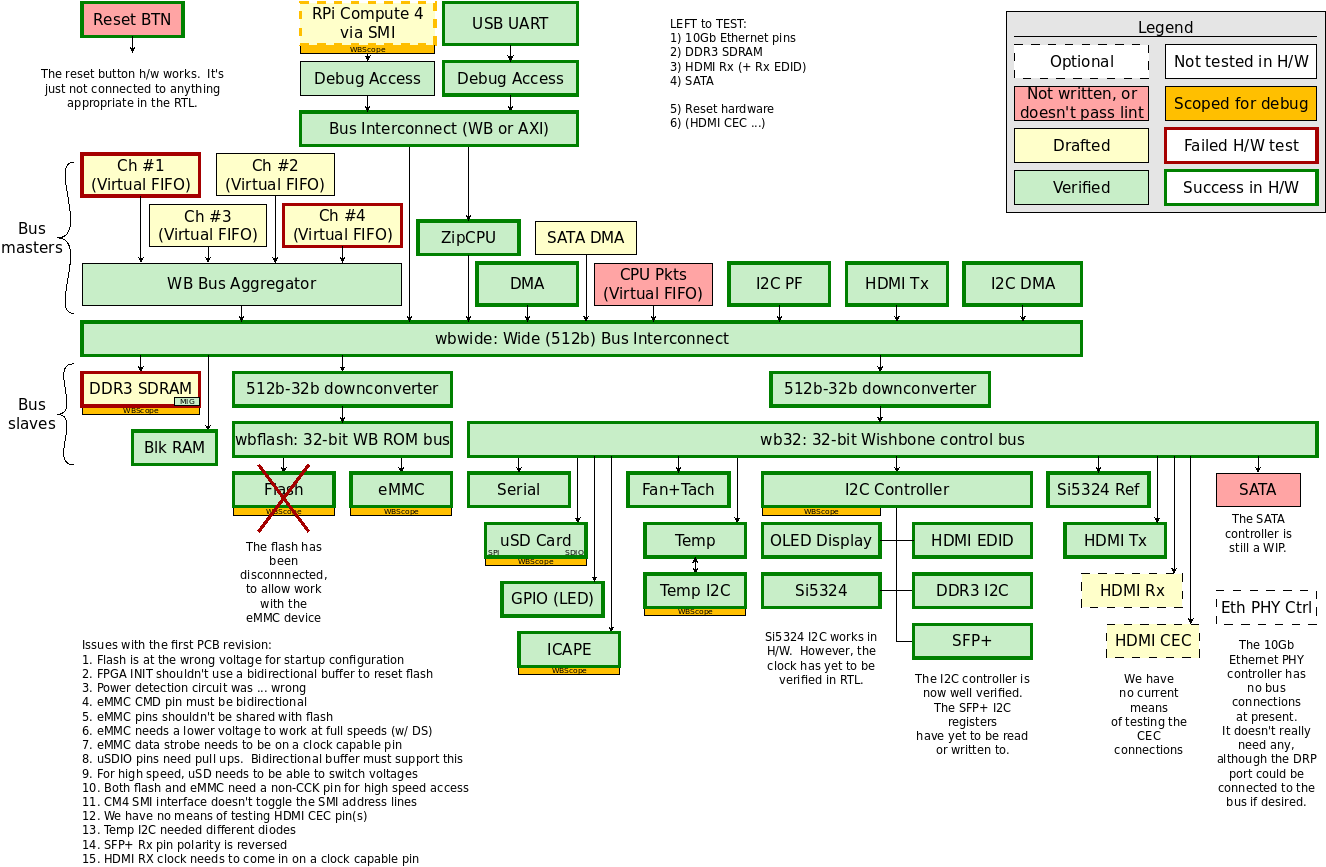 Reset BTN
The reset button h/w works.  It's
just not connected to anything
appropriate in the RTL.
RPi Compute 4
via SMI
WBScope
USB UART
Debug Access
Debug Access
Bus Interconnect (WB or AXI)
LEFT to TEST:
1) 10Gb Ethernet pins
2) DDR3 SDRAM
3) HDMI Rx (+ Rx EDID)
4) SATA
5) Reset hardware
6) (HDMI CEC ...)
Legend
Optional
Not tested in H/W
Not written, or
doesn't pass lint
Scoped for debug
Drafted
Failed H/W test
Verified
Success in H/W
Bus
masters
Ch #1
(Virtual FIFO)
Ch #2
(Virtual FIFO)
Ch #3
(Virtual FIFO)
Ch #4
(Virtual FIFO)
WB Bus Aggregator
ZipCPU
SATA DMA
DMA
CPU Pkts
(Virtual FIFO)
I2C PF
HDMI Tx
I2C DMA
wbwide: Wide (512b) Bus Interconnect
Bus
slaves
DDR3 SDRAM
MIG
WBScope
Blk RAM
512b-32b downconverter
512b-32b downconverter
wbflash: 32-bit WB ROM bus
wb32: 32-bit Wishbone control bus
Flash
WBScope
eMMC
WBScope
The flash has
been
disconnnected,
to allow work
with the
eMMC device
Serial
uSD Card
SPI
SDIO
WBScope
GPIO (LED)
ICAPE
WBScope
Fan+Tach
Temp
Temp I2C
WBScope
I2C Controller
WBScope
OLED Display
HDMI EDID
Si5324
DDR3 I2C
SFP+
Si5324 I2C works in
H/W.  However, the
clock has yet to be
verified in RTL.
The I2C controller is
now well verified.
The SFP+ I2C
registers
have yet to be read
or written to.
Si5324 Ref
HDMI Tx
HDMI Rx
HDMI CEC
We have
no current
means
of testing the
CEC
connections
SATA
The SATA
controller is
still a WIP.
Eth PHY Ctrl
The 10Gb
Ethernet PHY
controller has
no bus
connections
at present.
It doesn't really
need any,
although the DRP
port could be
connected to the
bus if desired.
Issues with the first PCB revision:
1. Flash is at the wrong voltage for startup configuration
2. FPGA INIT shouldn't use a bidirectional buffer to reset flash
3. Power detection circuit was ... wrong
4. eMMC CMD pin must be bidirectional
5. eMMC pins shouldn't be shared with flash
6. eMMC needs a lower voltage to work at full speeds (w/ DS)
7. eMMC data strobe needs to be on a clock capable pin
8. uSDIO pins need pull ups.  Bidirectional buffer must support this
9. For high speed, uSD needs to be able to switch voltages
10. Both flash and eMMC need a non-CCK pin for high speed access
11. CM4 SMI interface doesn't toggle the SMI address lines
12. We have no means of testing HDMI CEC pin(s)
13. Temp I2C needed different diodes
14. SFP+ Rx pin polarity is reversed
15. HDMI RX clock needs to come in on a clock capable pin